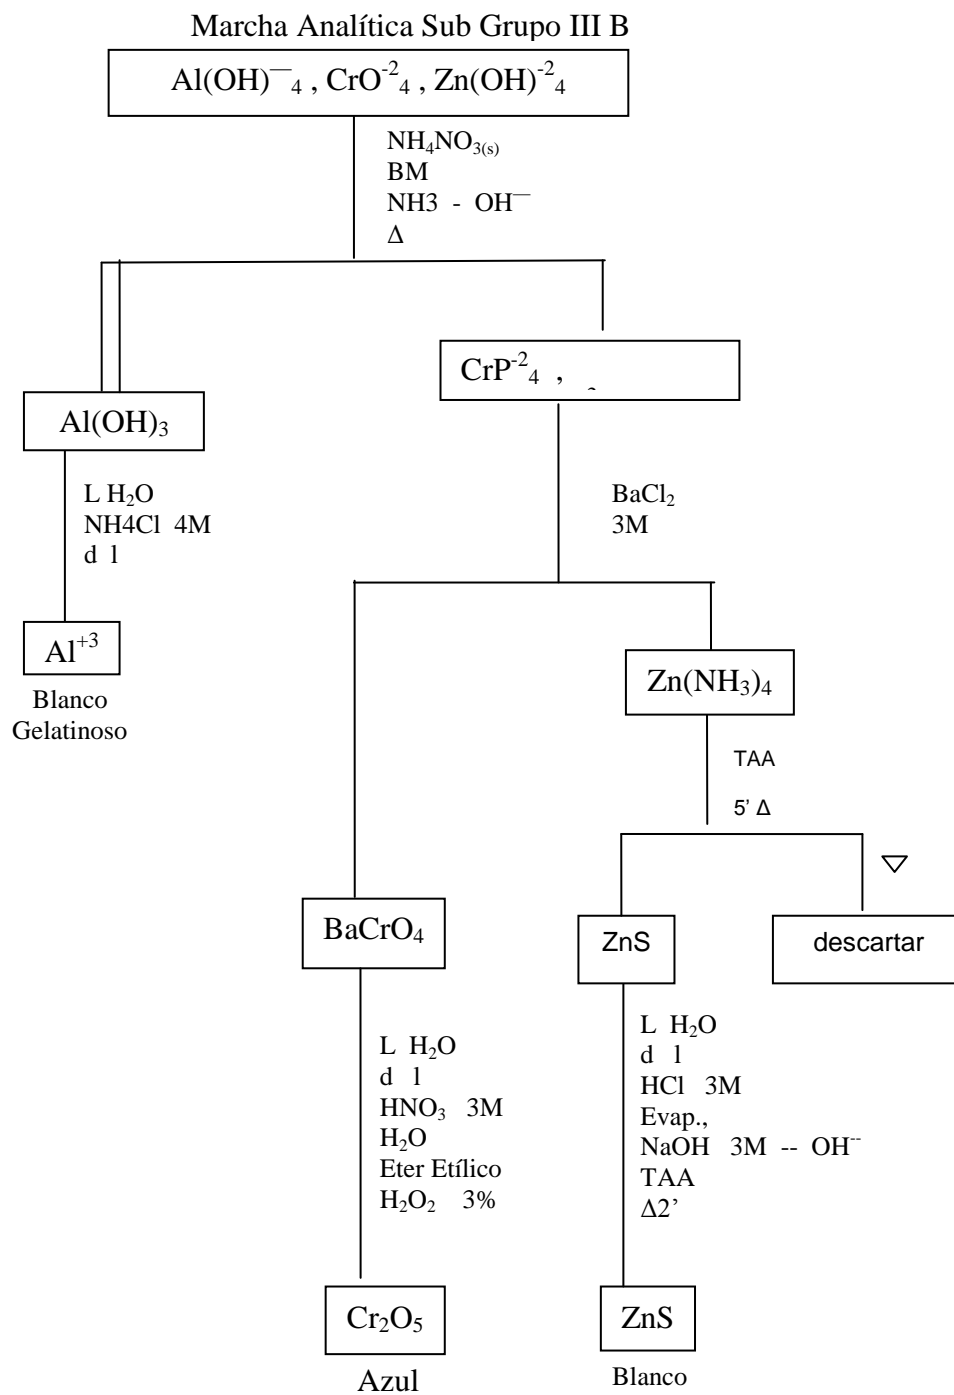 Marcha Analítica Sub Grupo III B
Al(OH)⁻₄ , CrO⁻²₄ , Zn(OH)⁻²₄
NH₄NO₃₍ₛ₎
BM
NH3 - OH⁻
Δ
CrP⁻²₄ ,
Al(OH)₃
L H₂O
NH4Cl 4M
d l
BaCl₂
3M
Al⁺³
Blanco
Gelatinoso
Zn(NH₃)₄
TAA
5' Δ
BaCrO₄
ZnS
descartar
L H₂O
d l
HNO₃ 3M
H₂O
Eter Etílico
H₂O₂ 3%
L H₂O
d l
HCl 3M
Evap.,
NaOH 3M -- OH⁻⁻
TAA
Δ2'
Cr₂O₅
Azul
ZnS
Blanco